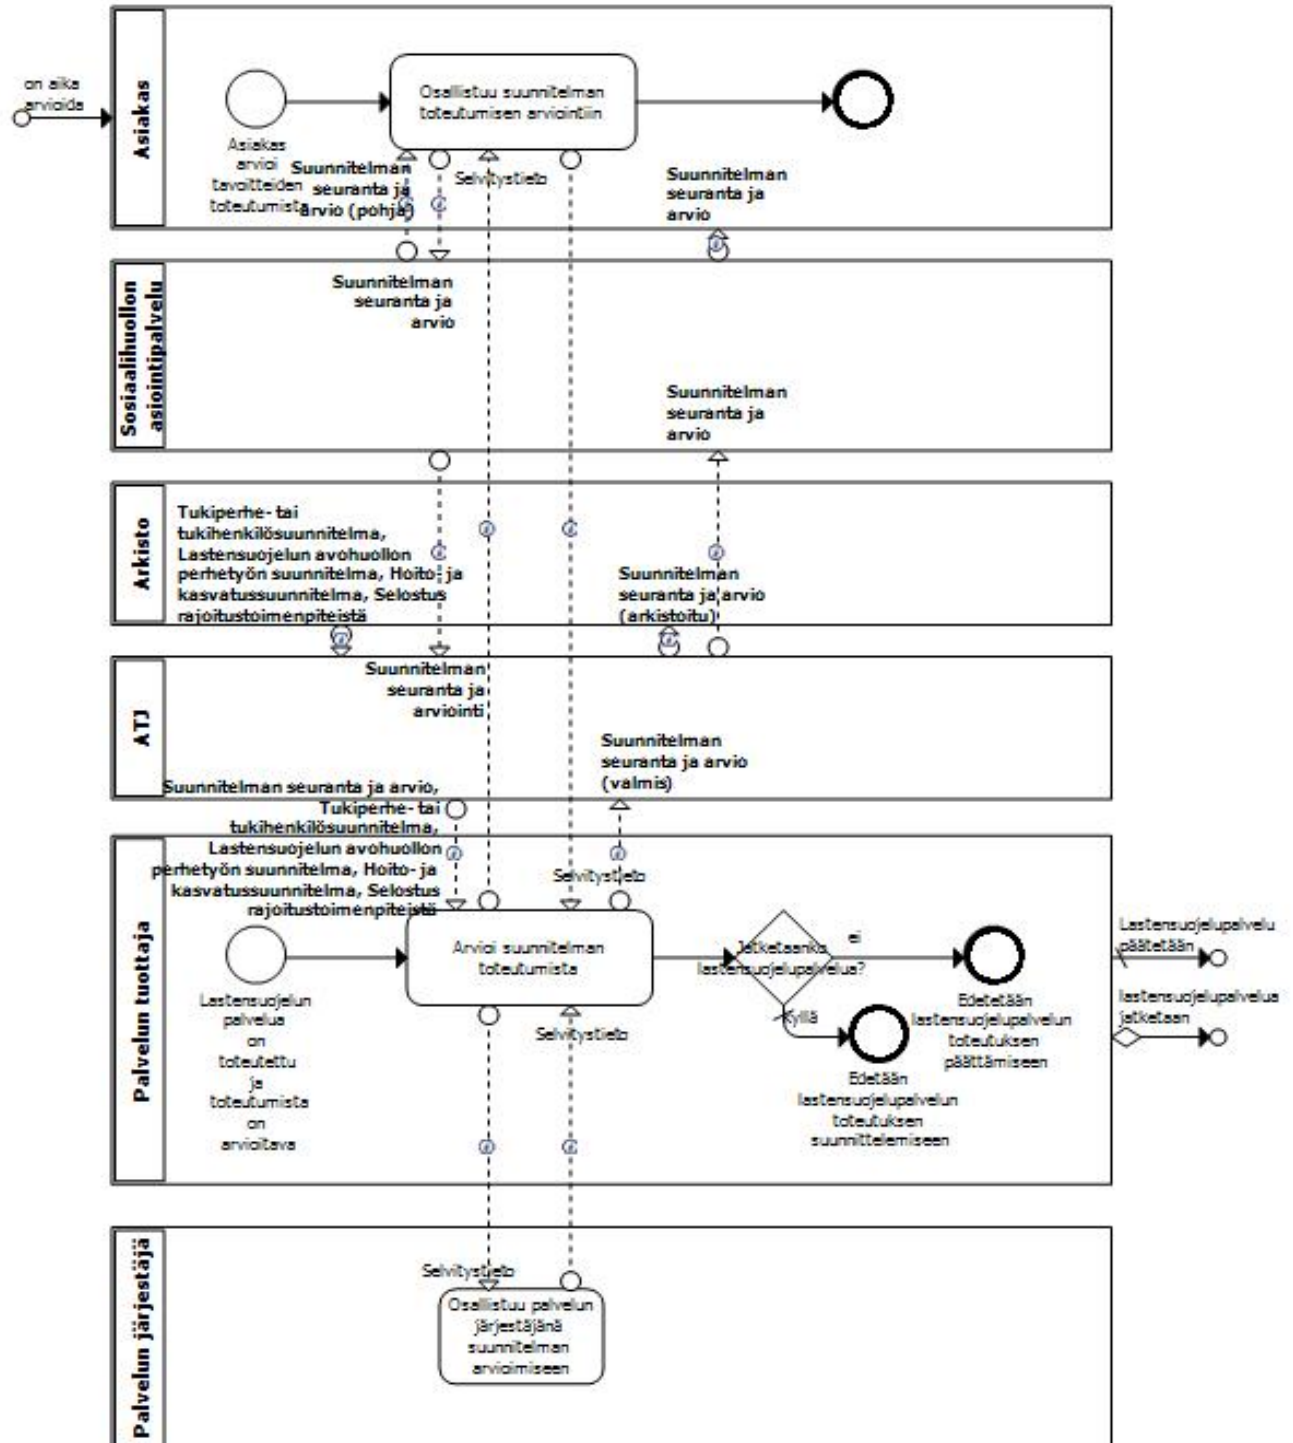 on aika
arvioida
Asiakas
Asiakas
arvioi
tavoitteiden
toteutumista
Osallistuu suunnitelman
toteutumisen arviointiin
Suunnitelman
seuranta ja
arvio (pohja)
Selvitystieto
Suunnitelman
seuranta ja
arvio
Sosiaalihuollon
asiointipalvelu
Suunnitelman
seuranta ja
arvio
Suunnitelman
seuranta ja
arvio
Arkisto
Tukiperhe- tai
tukihenkilösuunnitelma,
Lastensuojelun avohuollon
perhetyön suunnitelma, Hoito- ja
kasvatussuunnitelma, Selostus
rajoitustoimenpiteistä
Suunnitelman
seuranta ja arvio
(arkistoitu)
ATJ
Suunnitelman
seuranta ja
arviointi
Suunnitelman
seuranta ja arvio
(valmis)
Suunnitelman seuranta ja arvio,
Tukiperhe- tai
tukihenkilösuunnitelma,
Lastensuojelun avohuollon
perhetyön suunnitelma, Hoito- ja
kasvatussuunnitelma, Selostus
rajoitustoimenpiteistä
Selvitystieto
Palvelun tuottaja
Lastensuojelun
palvelua
on
toteutettu
ja
toteutumista
on
arvioitava
Arvioi suunnitelman
toteutumista
Selvitystieto
Jatketaanko
lastensuojelupalvelua?
ei
Kyllä
Edetetään
lastensuojelupalvelun
toteutuksen
päättämiseen
Edetään
lastensuojelupalvelun
toteutuksen
suunnittelemiseen
Lastensuojelupalvelu
päätetään
lastensuojelupalvelua
jatketaan
Palvelun järjestäjä
Selvitystieto
Osallistuu palvelun
järjestäjänä
suunnitelman
arvioimiseen